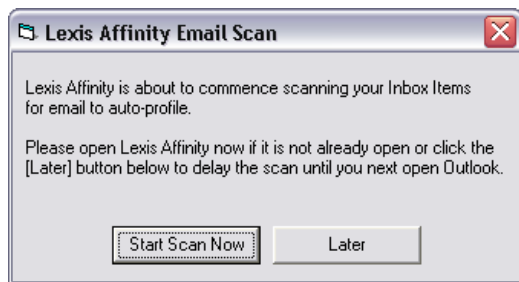 Lexis Affinity Email Scan
Lexis Affinity is about to commence scanning your Inbox Items
for email to auto-profile.
Please open Lexis Affinity now if it is not already open or click the
[Later] button below to delay the scan until you next open Outlook.
Start Scan Now
Later